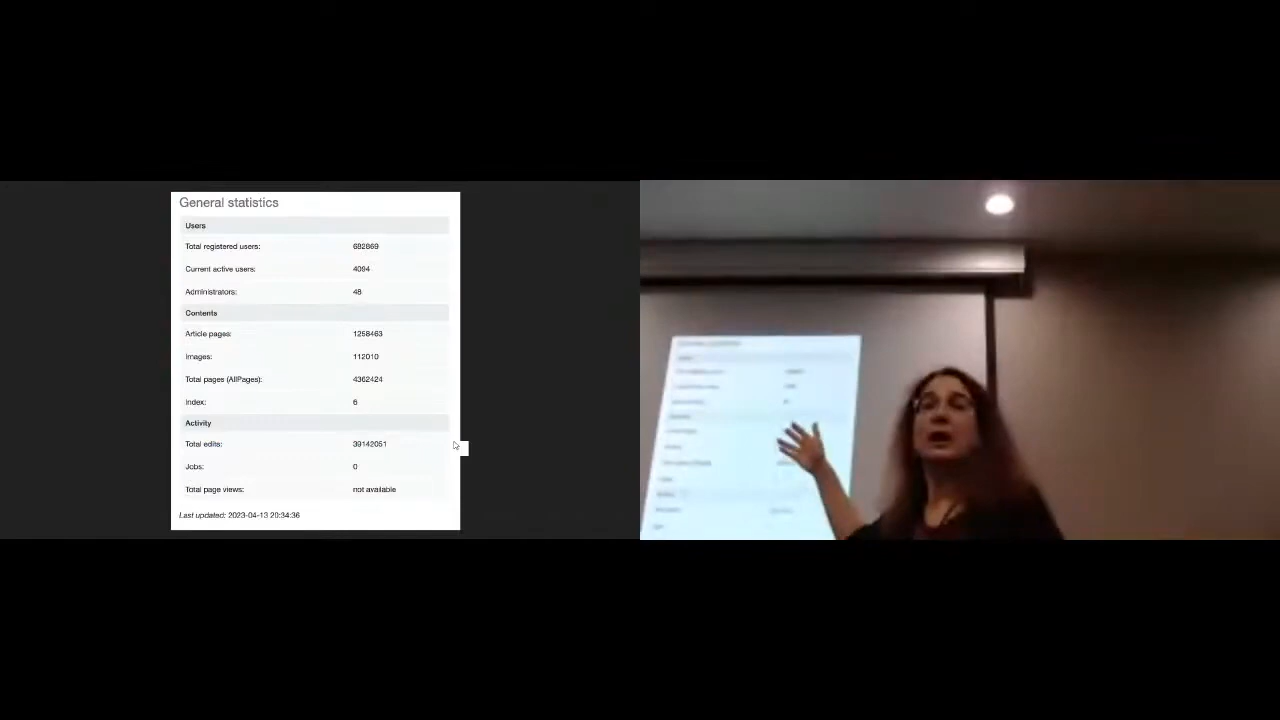 General statistics
Users
Total registered users: 682869
Current active users: 4094
Administrators: 48
Contents
Article pages: 1258463
Images: 112010
Total pages (AllPages): 4362424
Index: 6
Activity
Total edits: 39142051
Jobs: 0
Total page views: not available
Last updated: 2023-04-13 20:34:36